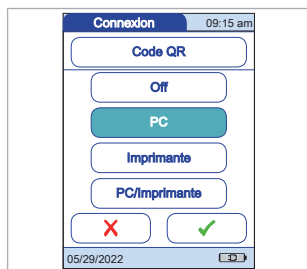 Connexion 09:15 am
Code QR
Off
PC
Imprimante
PC/Imprimante
05/29/2022